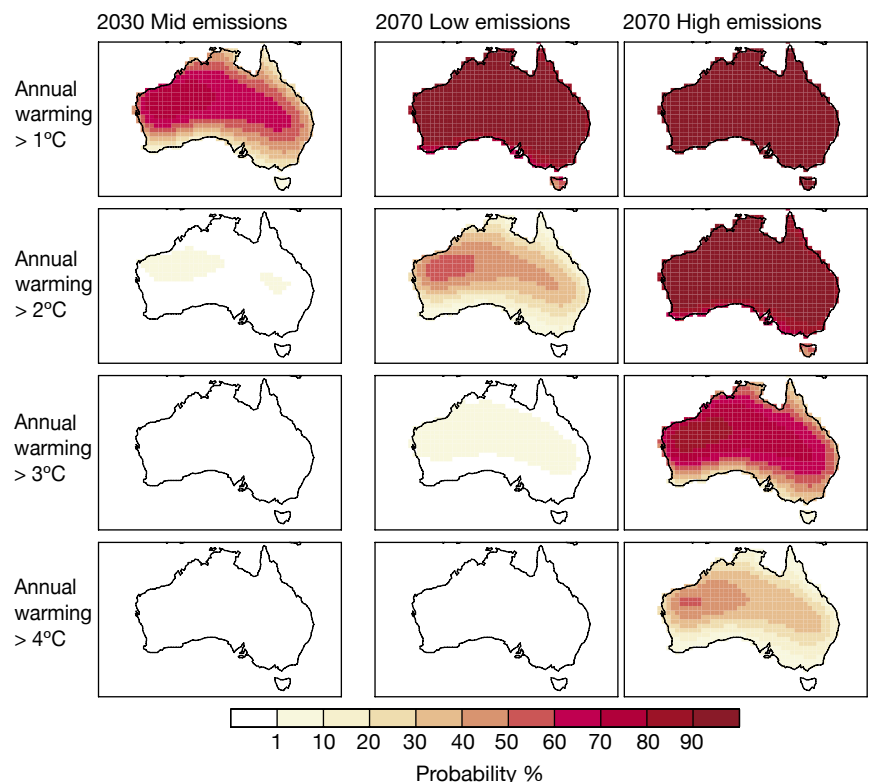 2030 Mid emissions
2070 Low emissions
2070 High emissions
Annual
warming
> 1ºC
Annual
warming
> 2ºC
Annual
warming
> 3ºC
Annual
warming
> 4ºC
1 10 20 30 40 50 60 70 80 90
Probability %